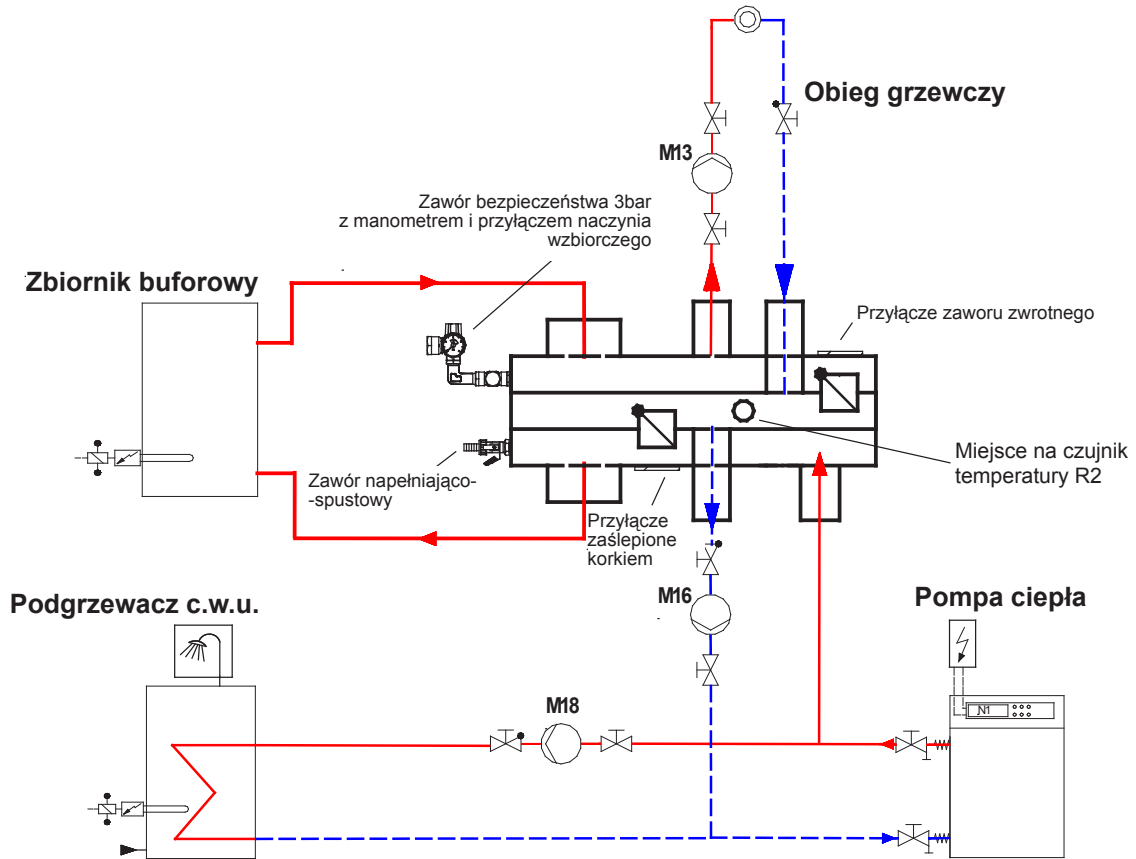 Obieg grzewczy
M13
Zawór bezpieczeństwa 3bar
z manometrem i przyłączem naczynia
wzbiorczego
Zbiornik buforowy
Przyłącze zaworu zwrotnego
Miejsce na czujnik
temperatury R2
Zawór napełniająco-
-spustowy
Przyłącze
zaślepione
korkiem
Podgrzewacz c.w.u.
M16
Pompa ciepła
M18
N1